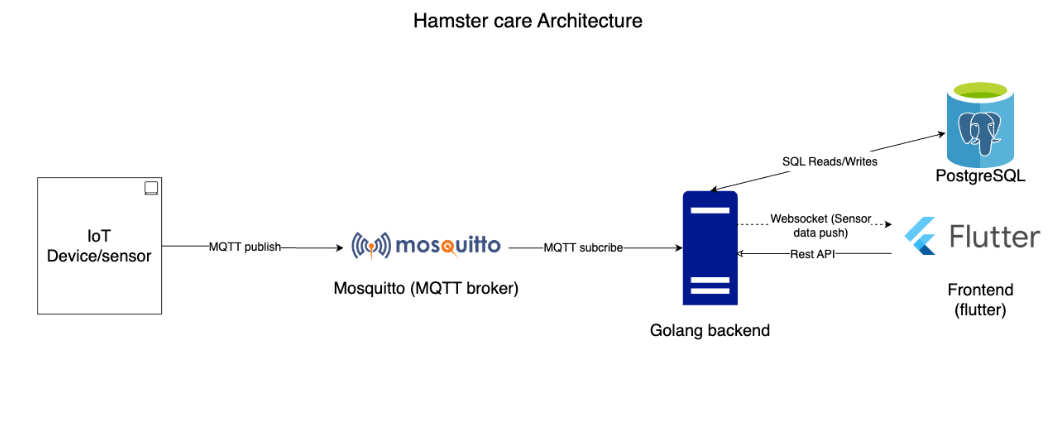 Hamster care Architecture
SQL Reads/Writes
PostgreSQL
IoT
Device/sensor
MQTT publish
mosquitto
Mosquitto (MQTT broker)
MQTT subcribe
Golang backend
Websocket (Sensor
data push)
Rest API
Flutter
Frontend
(flutter)